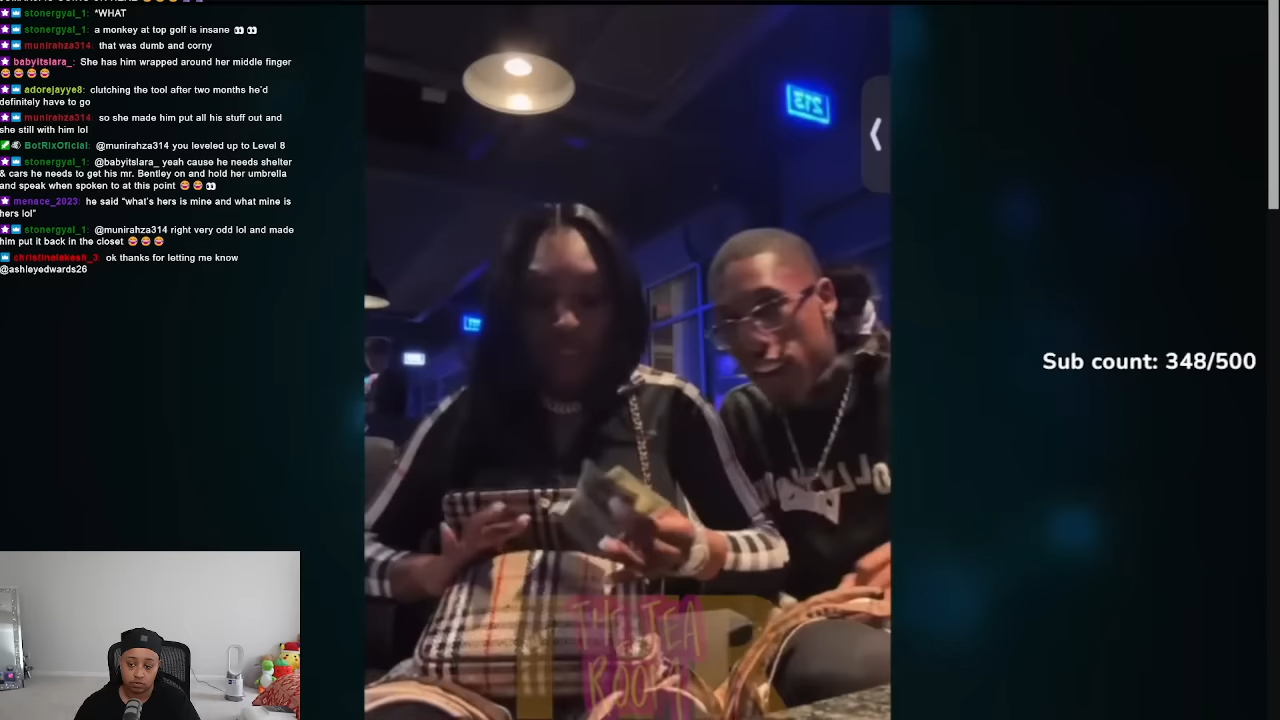 stonergyal_1: *WHAT
stonergyal_1: a monkey at top golf is insane
munirahza314: that was dumb and corny
babyitslara_: She has him wrapped around her middle finger
adorejayye8: clutching the tool after two months he'd
definitely have to go
munirahza314: so she made him put all his stuff out and
she still with him lol
BotRixOficial: @munirahza314 you leveled up to Level 8
stonergyal_1: @babyitslara_ yeah cause he needs shelter
& cars he needs to get his mr. Bentley on and hold her umbrella
and speak when spoken to at this point
menace_2023: he said “what's hers is mine and what mine is
hers lol”
stonergyal_1: @munirahza314 right very odd lol and made
him put it back in the closet
christinelakesh_3 ok thanks for letting me know
@ashleyedwards26
213
Sub count: 348/500
THE TEA
ROOM